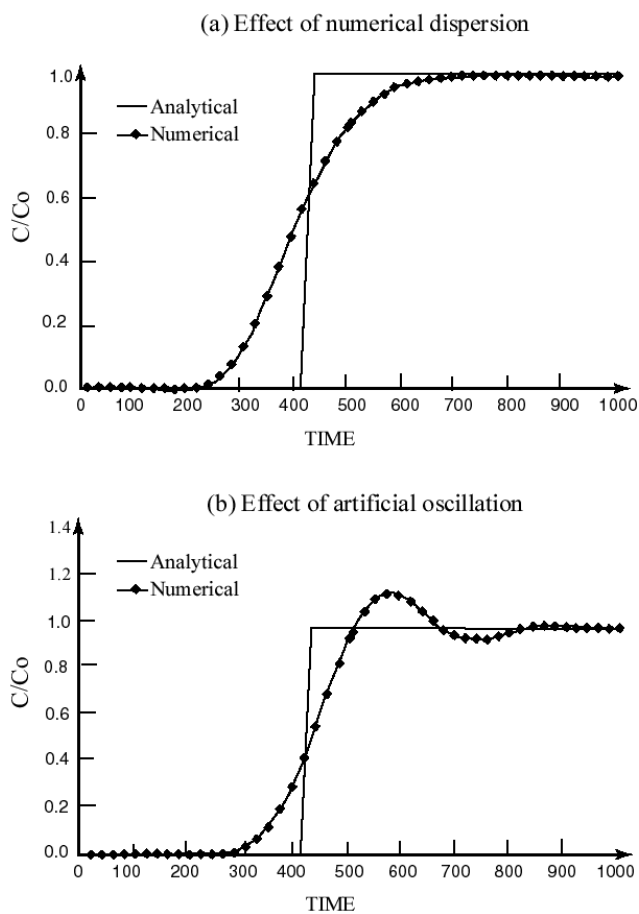 (a) Effect of numerical dispersion
1.0
Analytical
Numerical
0.8
0.6
C/Co
0.4
0.2
0.0
0 100 200 300 400 500 600 700 800 900 1000
TIME
(b) Effect of artificial oscillation
1.4
Analytical
1.2
Numerical
1.0
0.8
C/Co
0.6
0.4
0.2
0.0
0 100 200 300 400 500 600 700 800 900 1000
TIME